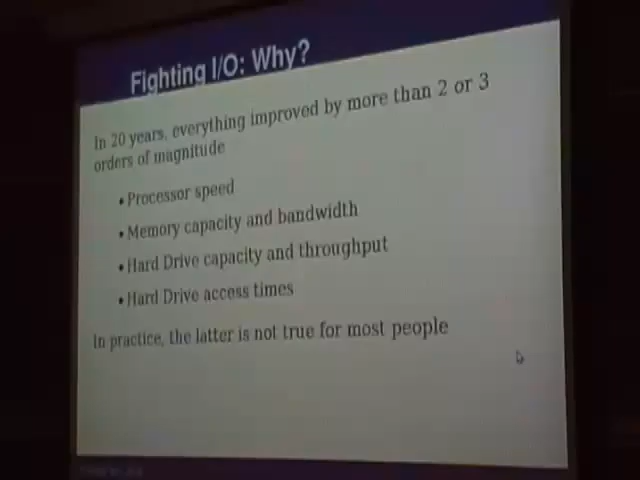 Fighting I/O: Why?
In 20 years, everything improved by more than 2 or 3
orders of magnitude
• Processor speed
• Memory capacity and bandwidth
• Hard Drive capacity and throughput
• Hard Drive access times
In practice, the latter is not true for most people